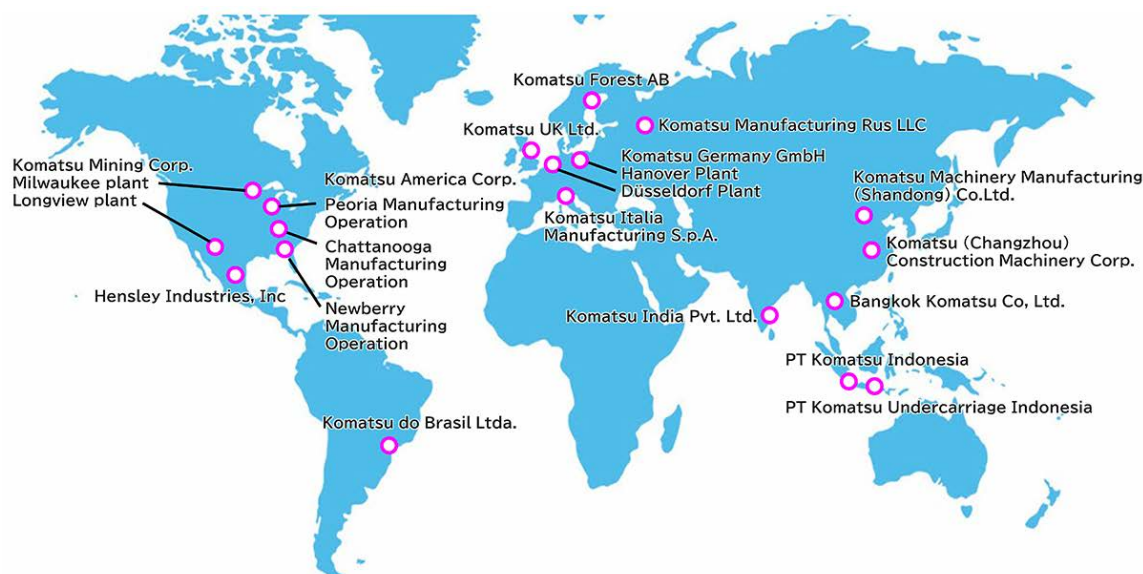 Komatsu Forest AB
Komatsu UK Ltd.
Komatsu Manufacturing Rus LLC
Komatsu Germany GmbH
Hanover Plant
Düsseldorf Plant
Komatsu Italia
Manufacturing S.p.A.
Komatsu Mining Corp.
Milwaukee plant
Longview plant
Komatsu America Corp.
Peoria Manufacturing
Operation
Chattanooga
Manufacturing
Operation
Newberry
Manufacturing
Operation
Hensley Industries, Inc
Komatsu Machinery Manufacturing
(Shandong) Co.Ltd.
Komatsu (Changzhou)
Construction Machinery Corp.
Bangkok Komatsu Co, Ltd.
Komatsu India Pvt. Ltd.
PT Komatsu Indonesia
PT Komatsu Undercarriage Indonesia
Komatsu do Brasil Ltda.